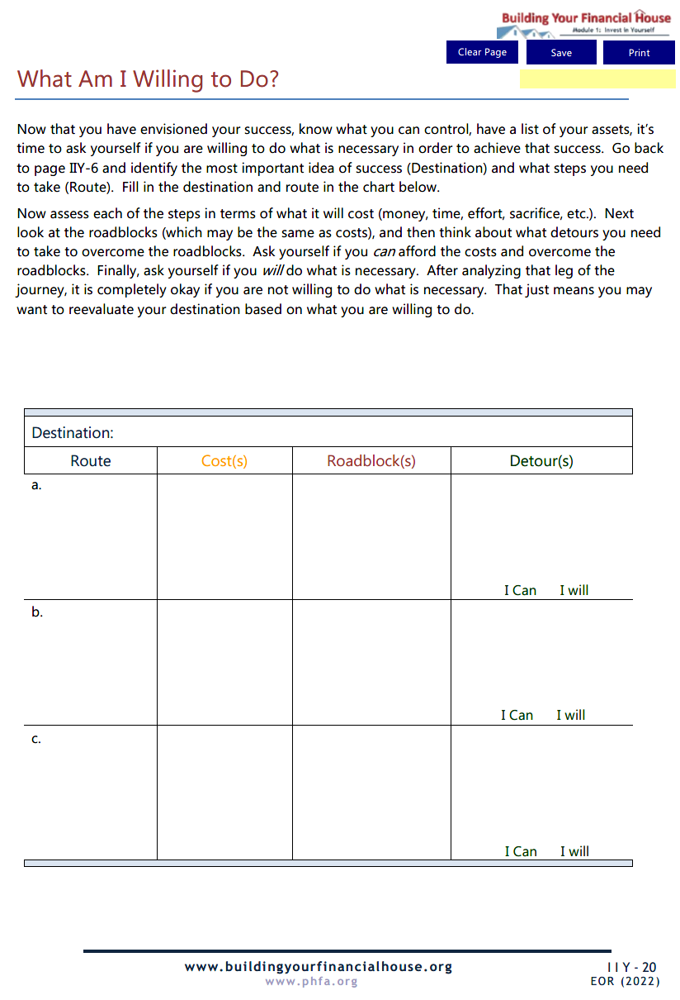 Building Your Financial House
Module 1: Invest In Yourself
Clear Page Save Print
What Am I Willing to Do?
Now that you have envisioned your success, know what you can control, have a list of your assets, it's
time to ask yourself if you are willing to do what is necessary in order to achieve that success. Go back
to page IIY-6 and identify the most important idea of success (Destination) and what steps you need
to take (Route). Fill in the destination and route in the chart below.
Now assess each of the steps in terms of what it will cost (money, time, effort, sacrifice, etc.). Next
look at the roadblocks (which may be the same as costs), and then think about what detours you need
to take to overcome the roadblocks. Ask yourself if you can afford the costs and overcome the
roadblocks. Finally, ask yourself if you will do what is necessary. After analyzing that leg of the
journey, it is completely okay if you are not willing to do what is necessary. That just means you may
want to reevaluate your destination based on what you are willing to do.
Destination:
Route Cost(s) Roadblock(s) Detour(s)
a.
I Can I will
b.
I Can I will
c.
I Can I will
www.buildingyourfinancialhouse.org IIY - 20
www.phfa.org EOR (2022)